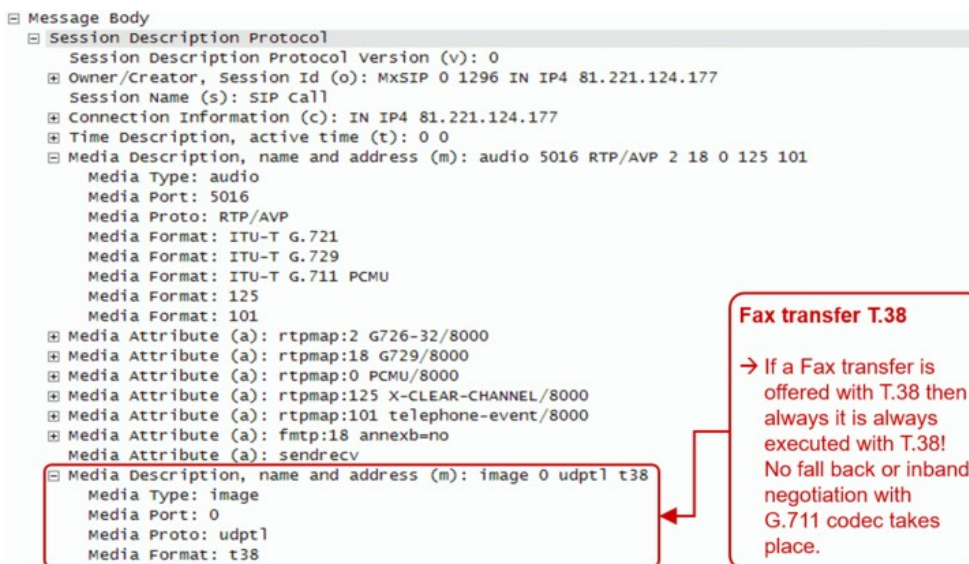 Message Body
Session Description Protocol
Session Description Protocol Version (v): 0
Owner/Creator, Session Id (o): MxSIP 0 1296 IN IP4 81.221.124.177
Session Name (s): SIP Call
Connection Information (c): IN IP4 81.221.124.177
Time Description, active time (t): 0 0
Media Description, name and address (m): audio 5016 RTP/AVP 2 18 0 125 101
Media Type: audio
Media Port: 5016
Media Proto: RTP/AVP
Media Format: ITU-T G.721
Media Format: ITU-T G.729
Media Format: ITU-T G.711 PCMU
Media Format: 125
Media Format: 101
Media Attribute (a): rtpmap:2 G726-32/8000
Media Attribute (a): rtpmap:18 G729/8000
Media Attribute (a): rtpmap:0 PCMU/8000
Media Attribute (a): rtpmap:125 X-CLEAR-CHANNEL/8000
Media Attribute (a): rtpmap:101 telephone-event/8000
Media Attribute (a): fmtp:18 annexb=no
Media Attribute (a): sendrecv
Media Description, name and address (m): image 0 udptl t38
Media Type: image
Media Port: 0
Media Proto: udptl
Media Format: t38
Fax transfer T.38
→ If a Fax transfer is
offered with T.38 then
always it is always
executed with T.38!
No fall back or inband
negotiation with
G.711 codec takes
place.